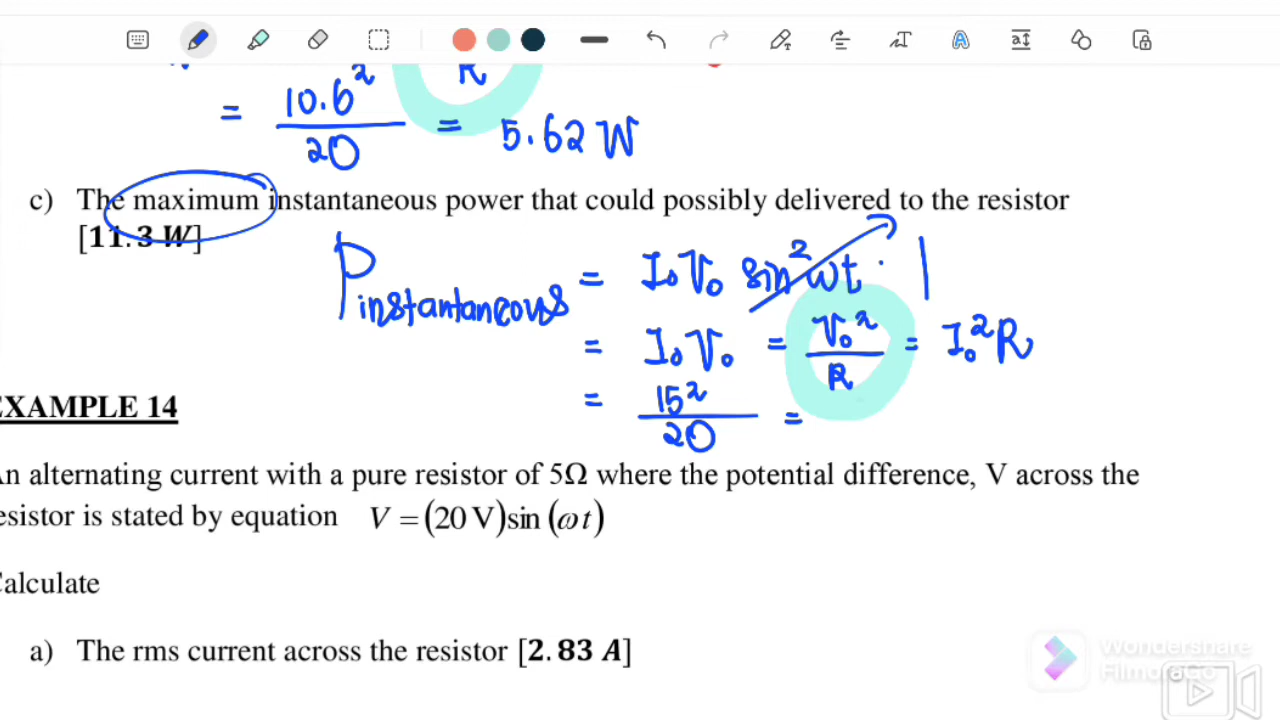 R
= 10.6² / 20 = 5.62 W
c) The maximum instantaneous power that could possibly delivered to the resistor
[11.3 W]
P instantaneous = I₀V₀ sin²ωt · 1
= I₀V₀ = V₀² / R = I₀²R
= 15² / 20 =
EXAMPLE 14
An alternating current with a pure resistor of 5Ω where the potential difference, V across the
resistor is stated by equation V = (20 V)sin (ωt)
Calculate
a) The rms current across the resistor [2.83 A]
Wondershare
FilmoraGo